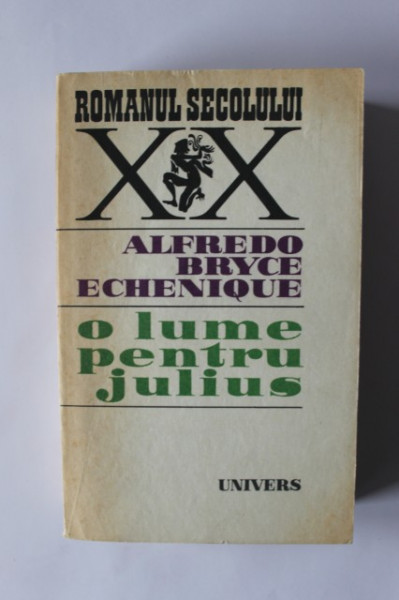 ROMANUL SECOLULUI
XX
ALFREDO
BRYCE
ECHENIQUE
o lume
pentru
julius
UNIVERS